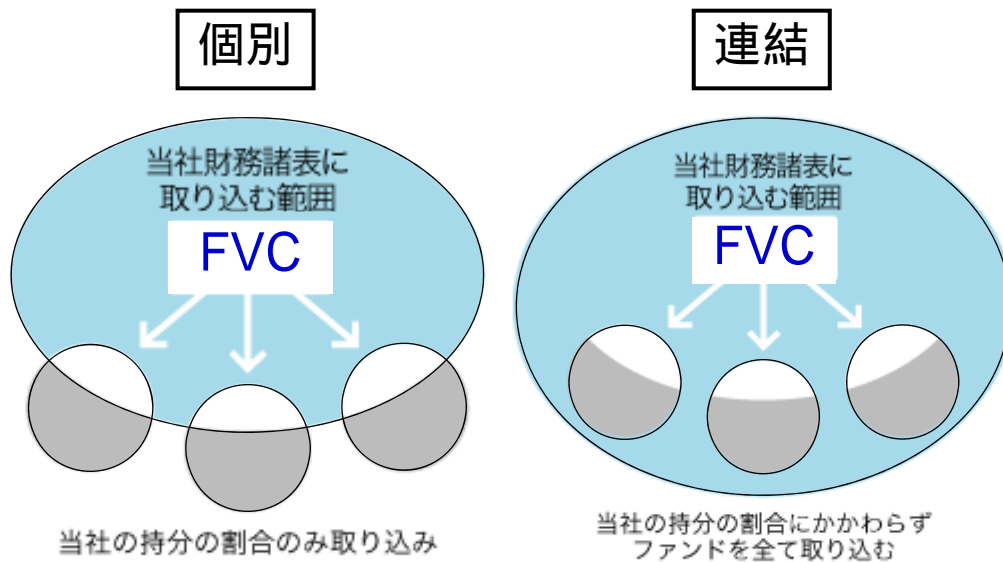 個別
当社財務諸表に
取り込む範囲
FVC
当社の持分の割合のみ取り込み
連結
当社財務諸表に
取り込む範囲
FVC
当社の持分の割合にかかわらず
ファンドを全て取り込む